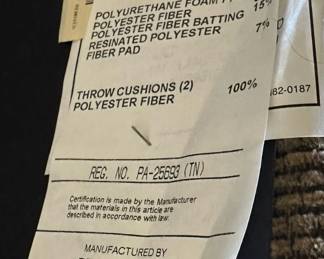 POLYURETHANE FOAM
POLYESTER FIBER 15%
POLYESTER FIBER BATTING 7%
RESINATED POLYESTER
FIBER PAD
THROW CUSHIONS (2) 100%
POLYESTER FIBER
82-0187
REG. NO. PA-25693 (TN)
Certification is made by the Manufacturer
that the materials in this article are
described in accordance with law.
MANUFACTURED BY